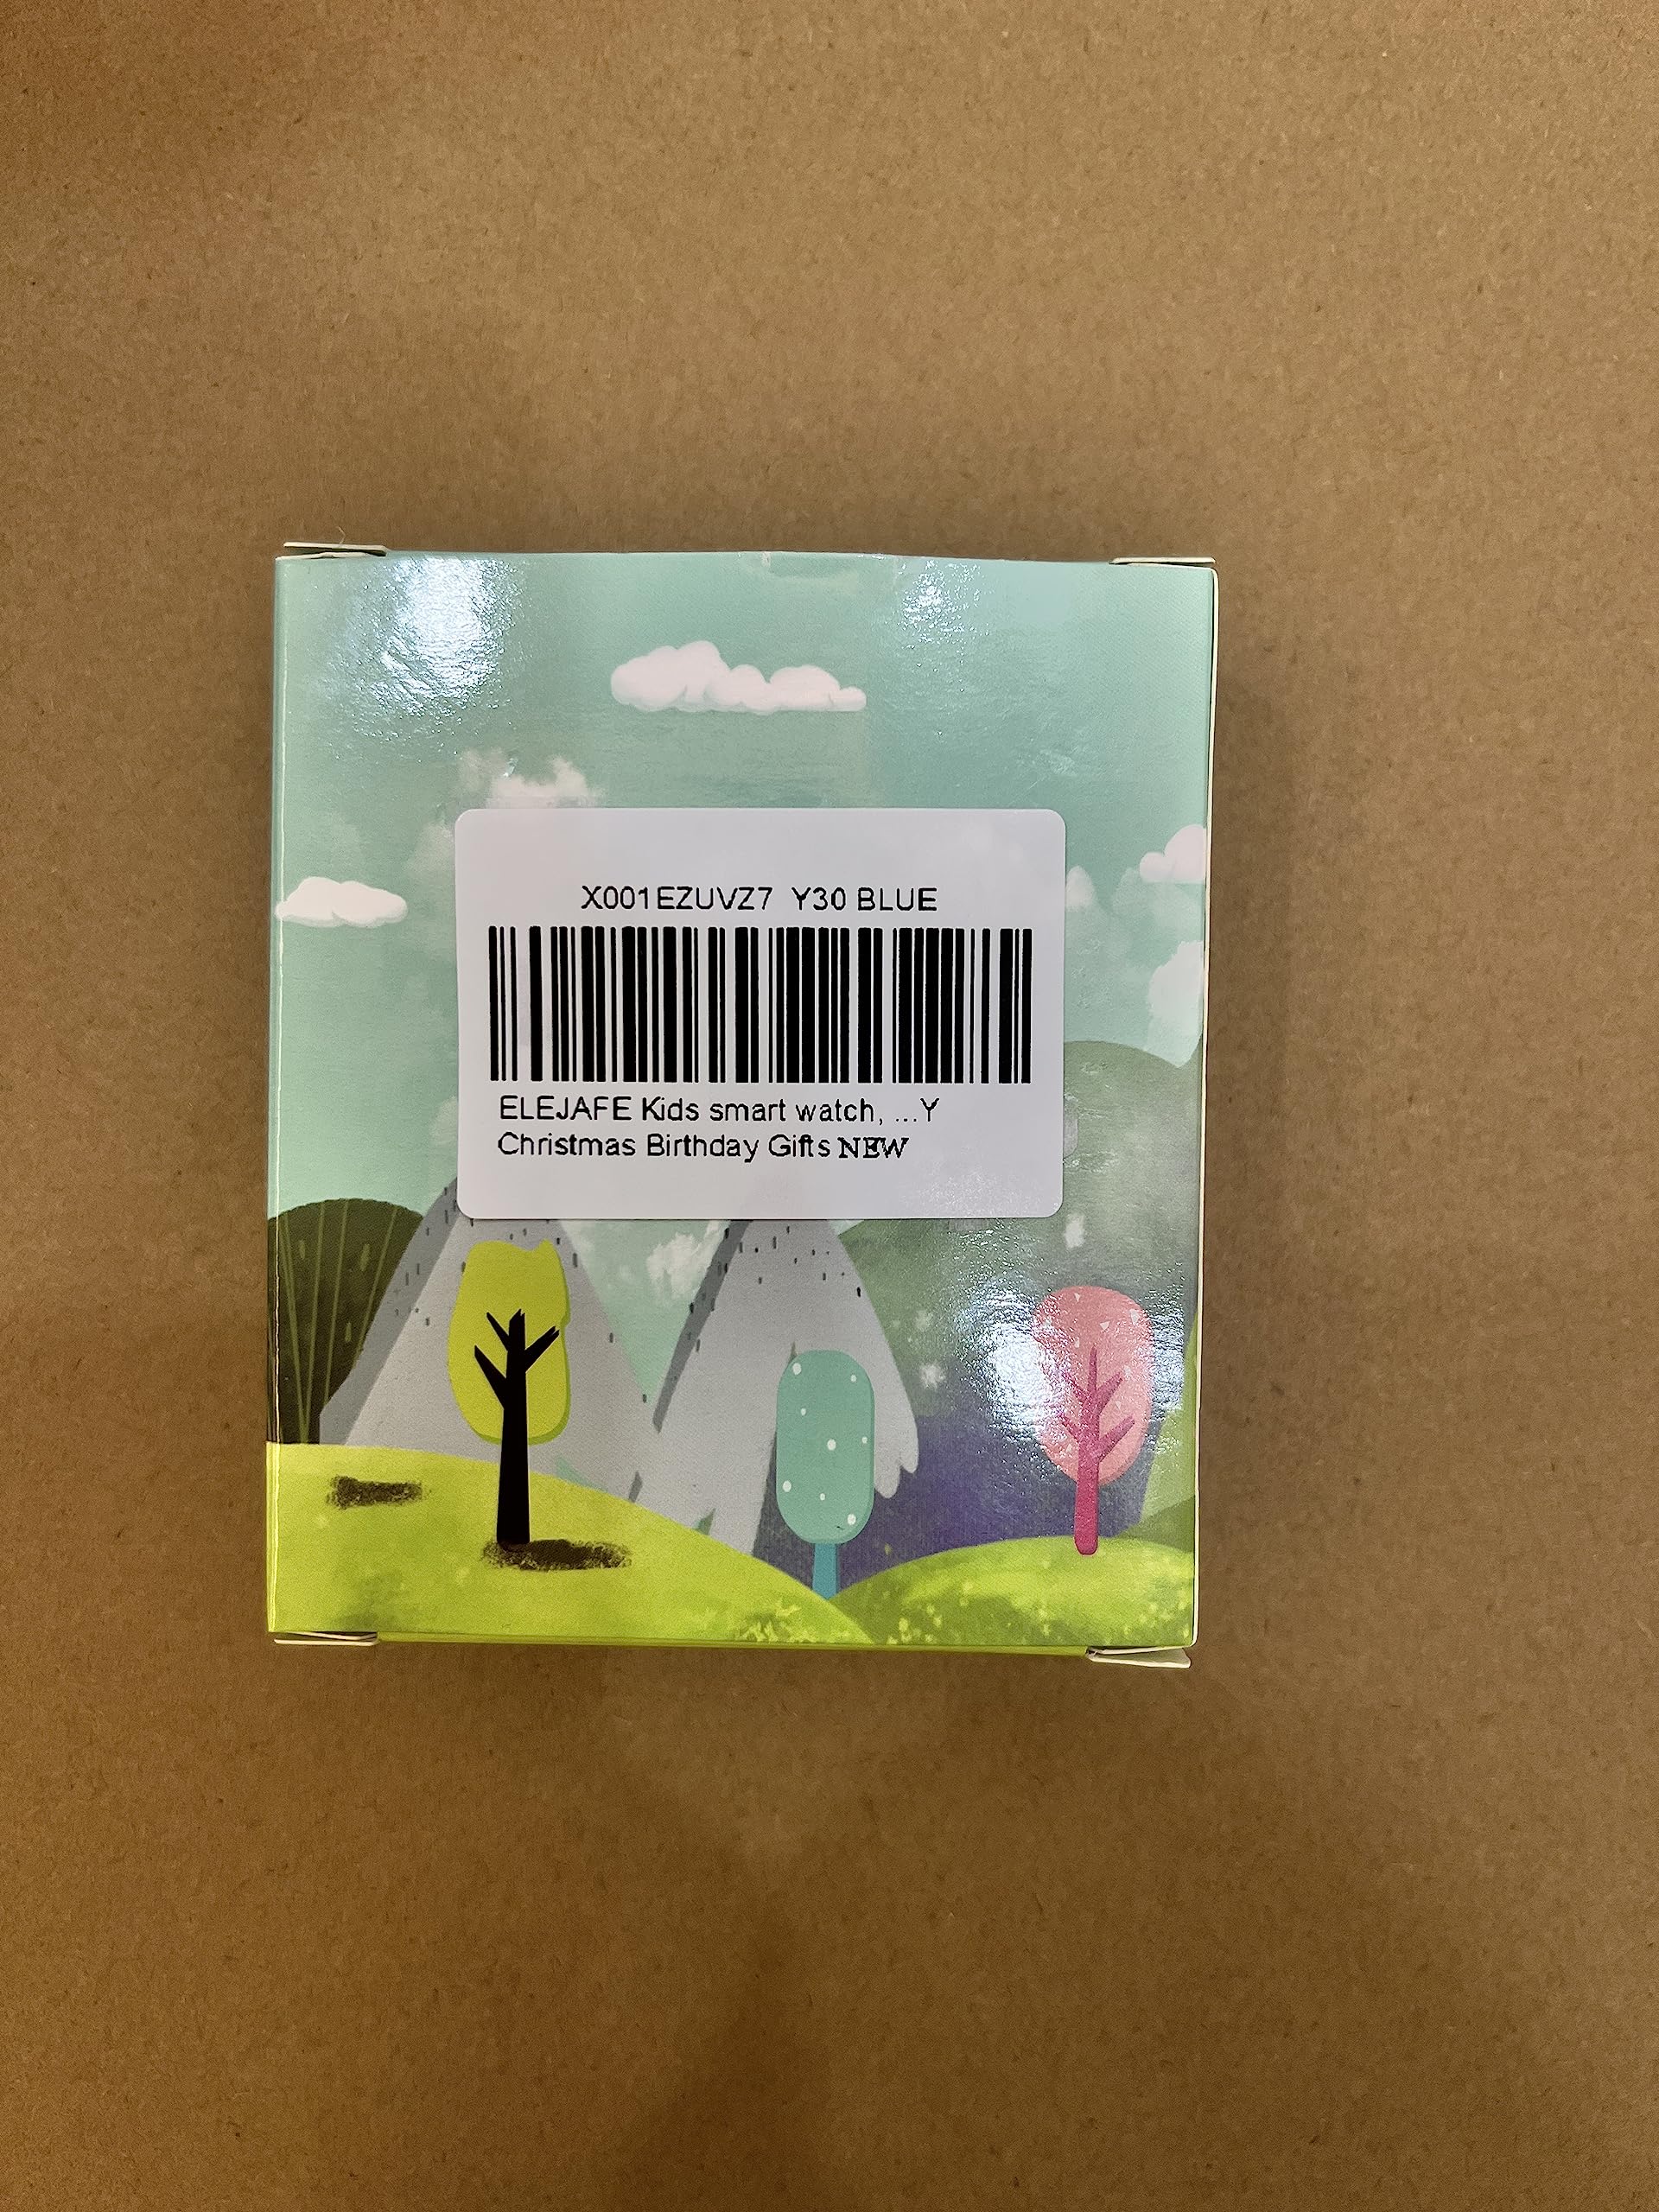 X001EZUVZ7 Y30 BLUE
ELEJAFE Kids smart watch, ...Y
Christmas Birthday Gifts NEW